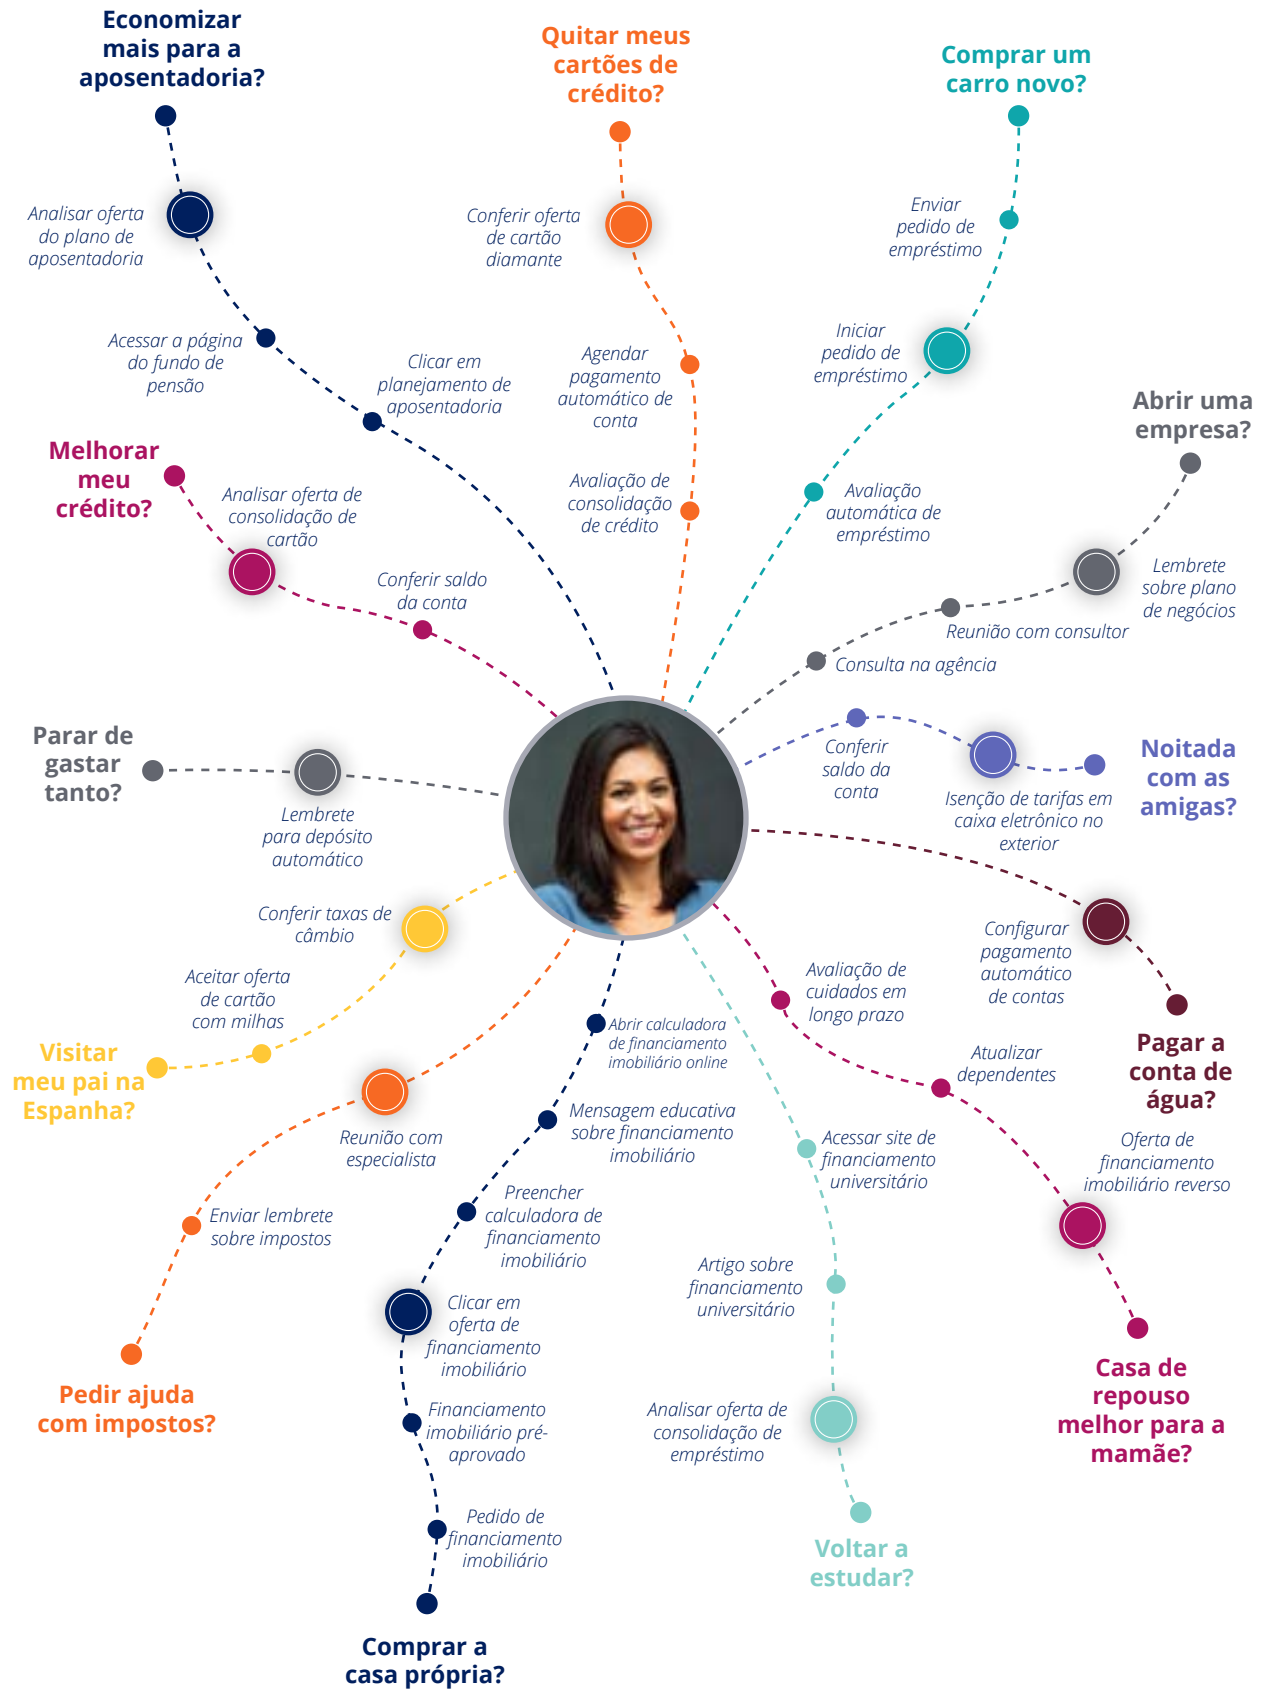 Economizar
mais para a
aposentadoria?
Analisar oferta
do plano de
aposentadoria
Acessar a página
do fundo de
pensão
Clicar em
planejamento de
aposentadoria
Quitar meus
cartões de
crédito?
Conferir oferta
de cartão
diamante
Agendar
pagamento
automático de
conta
Avaliação de
consolidação
de crédito
Comprar um
carro novo?
Enviar
pedido de
empréstimo
Iniciar
pedido de
empréstimo
Avaliação
automática de
empréstimo
Abrir uma
empresa?
Lembrete
sobre plano
de negócios
Reunião com consultor
Consulta na agência
Melhorar
meu
crédito?
Analisar oferta de
consolidação de
cartão
Conferir saldo
da conta
Parar de
gastar
tanto?
Lembrete
para depósito
automático
Conferir
saldo da
conta
Isenção de tarifas em
caixa eletrônico no
exterior
Noitada
com as
amigas?
Conferir taxas de
câmbio
Aceitar oferta
de cartão
com milhas
Visitar
meu pai na
Espanha?
Configurar
pagamento
automático
de contas
Pagar a
conta de
água?
Avaliação de
cuidados em
longo prazo
Atualizar
dependentes
Oferta de
financiamento
imobiliário reverso
Casa de
repouso
melhor para a
mamãe?
Reunião com
especialista
Enviar lembrete
sobre impostos
Pedir ajuda
com impostos?
Abrir calculadora
de financiamento
imobiliário online
Mensagem educativa
sobre financiamento
imobiliário
Preencher
calculadora de
financiamento
imobiliário
Clicar em
oferta de
financiamento
imobiliário
Financiamento
imobiliário pré-
aprovado
Pedido de
financiamento
imobiliário
Comprar a
casa própria?
Acessar site de
financiamento
universitário
Artigo sobre
financiamento
universitário
Analisar oferta de
consolidação de
empréstimo
Voltar a
estudar?